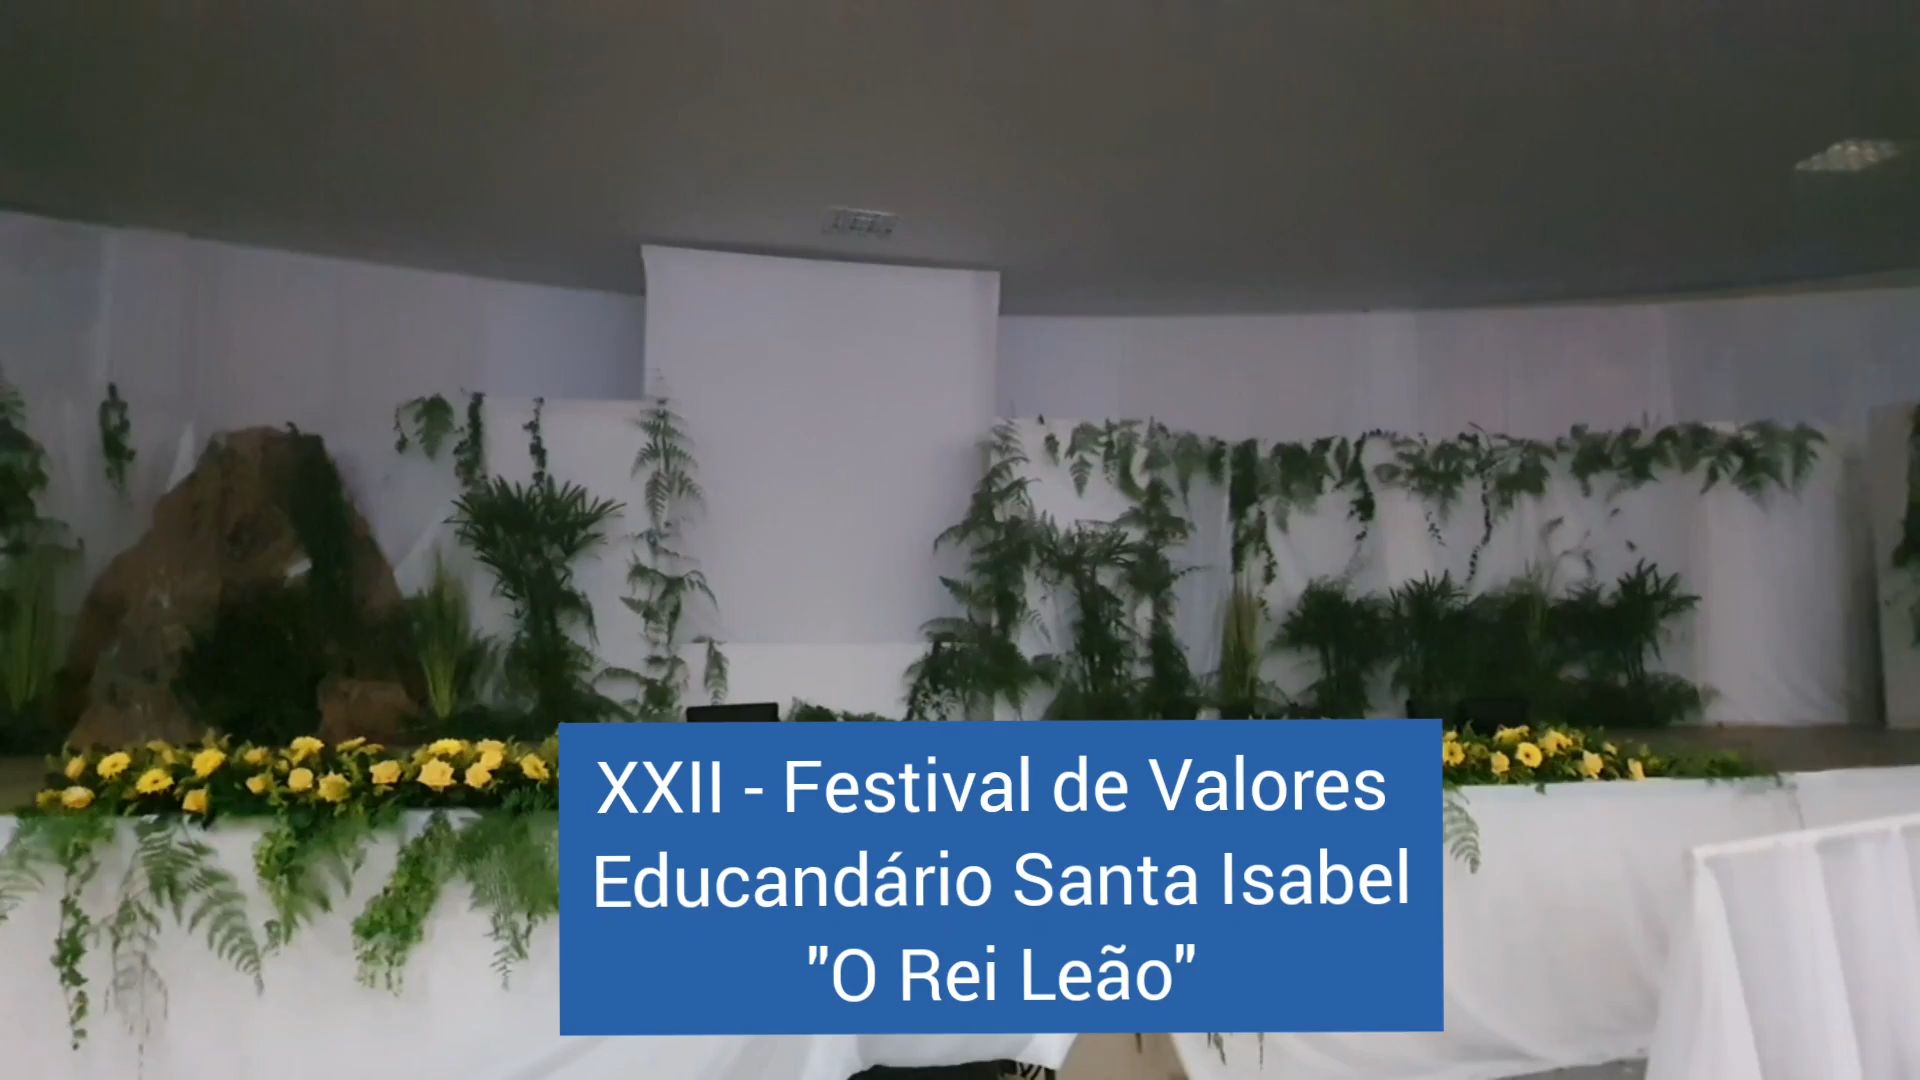 XXII - Festival de Valores
Educandário Santa Isabel
"O Rei Leão"